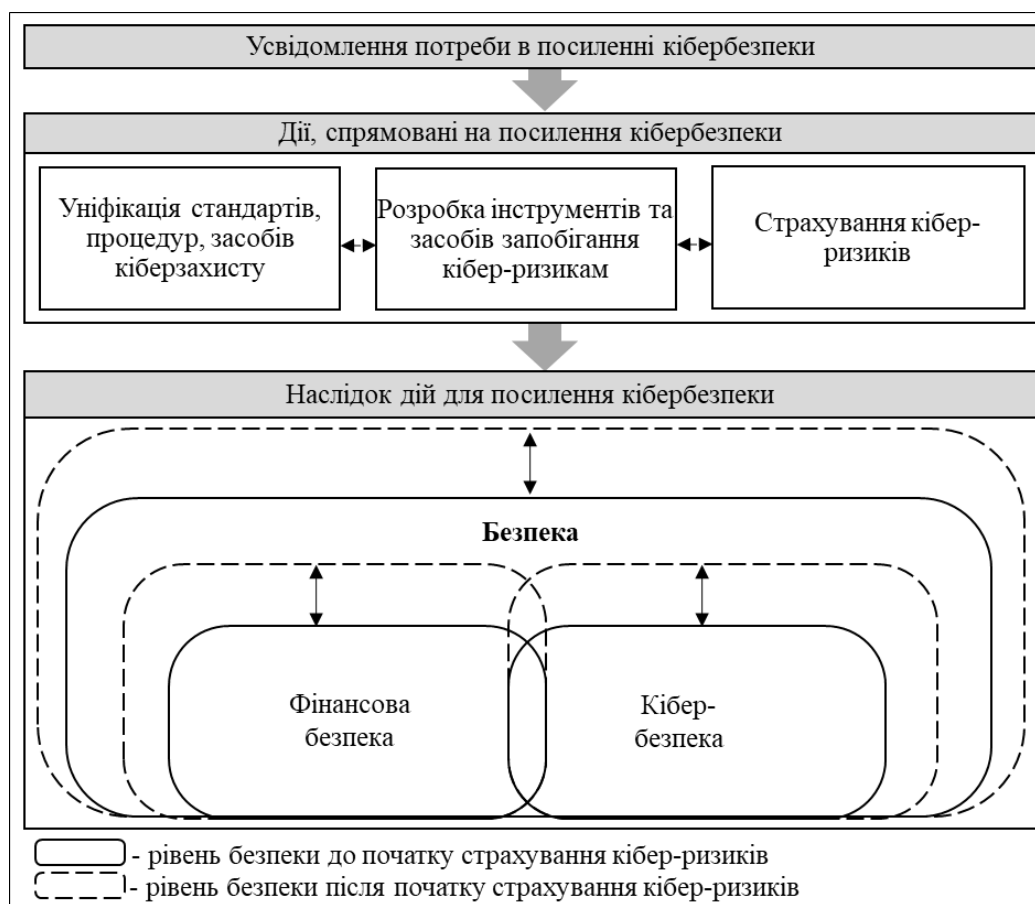 Усвідомлення потреби в посиленні кібербезпеки
Дії, спрямовані на посилення кібербезпеки
Уніфікація стандартів,
процедур, засобів
кіберзахисту
Розробка інструментів та
засобів запобігання
кібер-ризикам
Страхування кібер-
ризиків
Наслідок дій для посилення кібербезпеки
Безпека
Фінансова
безпека
Кібер-
безпека
- рівень безпеки до початку страхування кібер-ризиків
- рівень безпеки після початку страхування кібер-ризиків